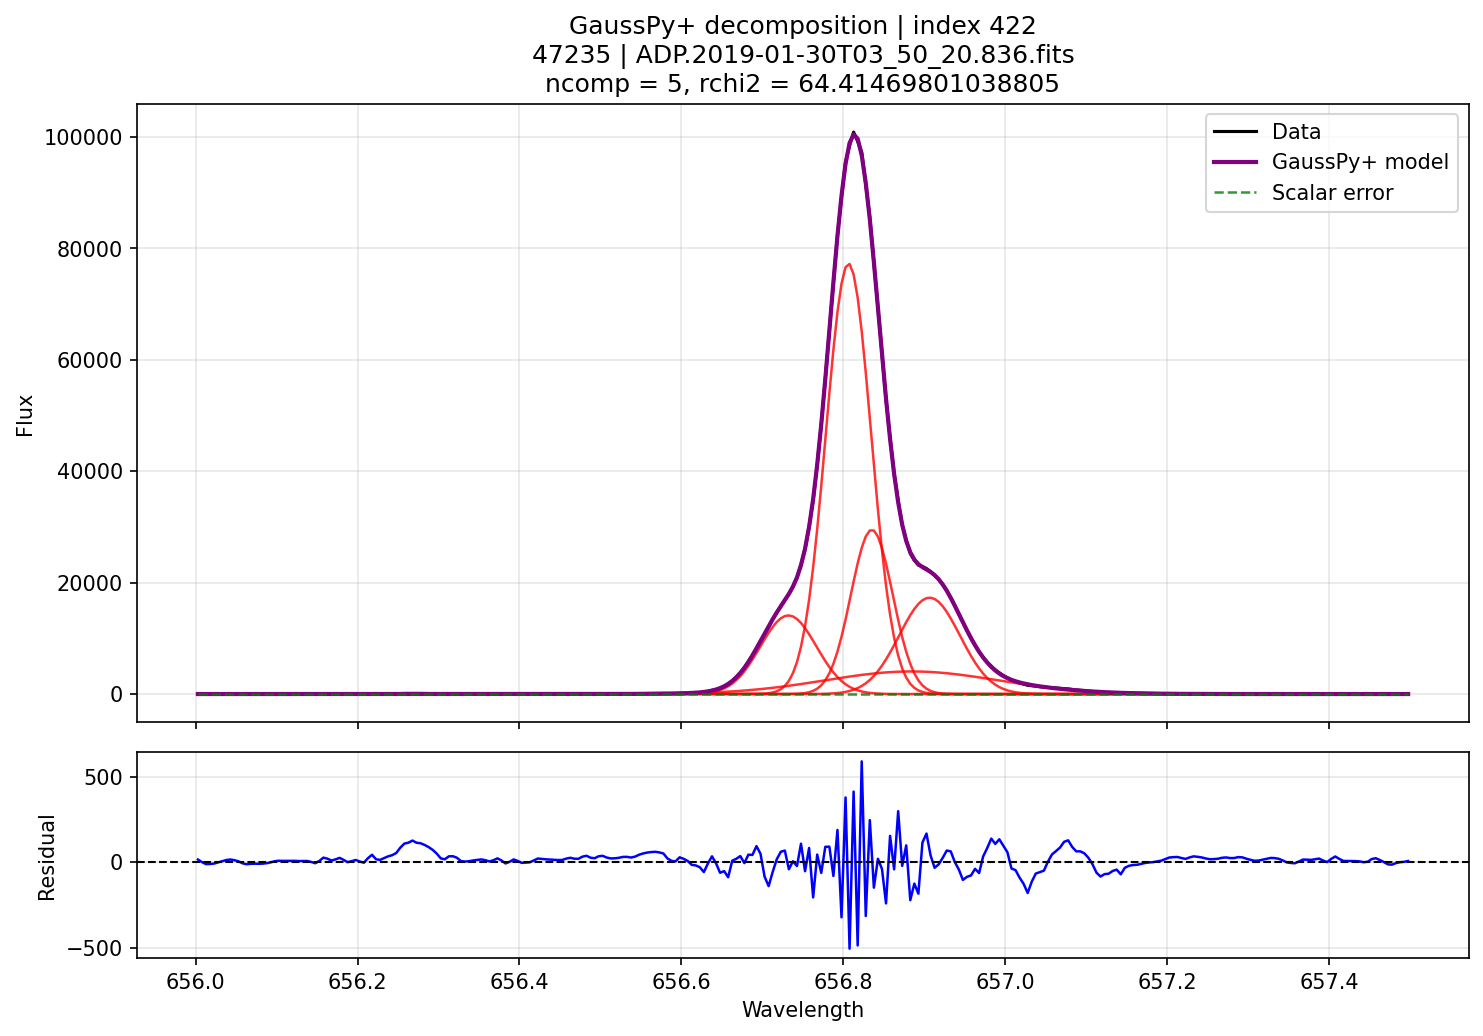 GaussPy+ decomposition | index 422
47235 | ADP.2019-01-30T03_50_20.836.fits
ncomp = 5, rchi2 = 64.41469801038805
Data
GaussPy+ model
Scalar error
100000
80000
60000
40000
20000
0
Flux
500
0
−500
Residual
656.0 656.2 656.4 656.6 656.8 657.0 657.2 657.4
Wavelength